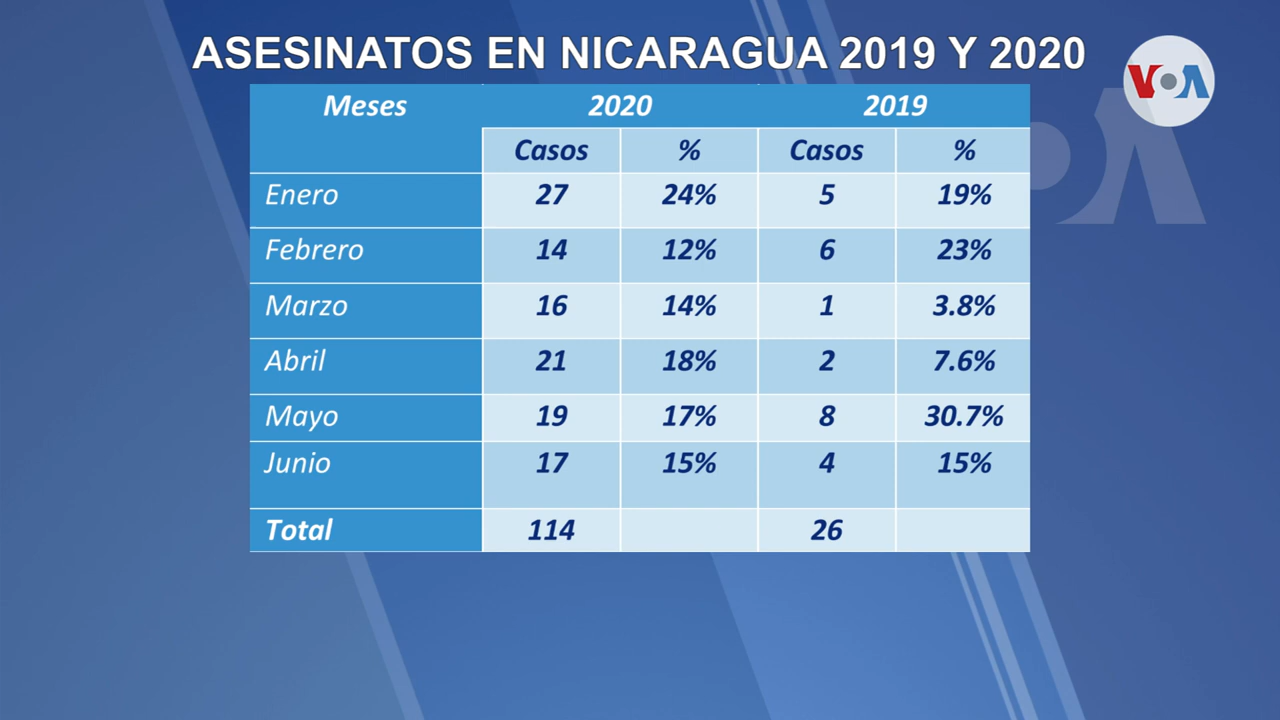 ASESINATOS EN NICARAGUA 2019 Y 2020
VOA
Meses 2020 2019
Casos % Casos %
Enero 27 24% 5 19%
Febrero 14 12% 6 23%
Marzo 16 14% 1 3.8%
Abril 21 18% 2 7.6%
Mayo 19 17% 8 30.7%
Junio 17 15% 4 15%
Total 114 26